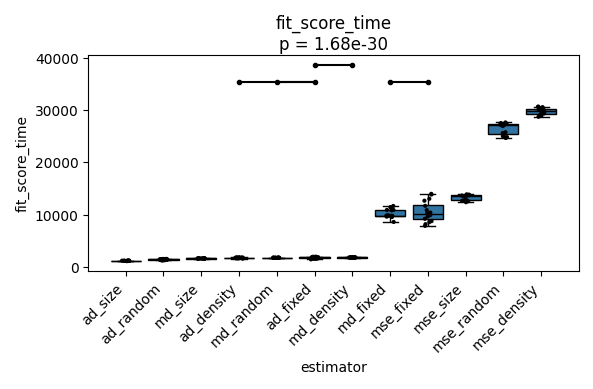 fit_score_time
p = 1.68e-30
40000
30000
20000
10000
0
fit_score_time
ad_size
ad_random
md_size
ad_density
md_random
ad_fixed
md_density
md_fixed
mse_fixed
mse_size
mse_random
mse_density
estimator